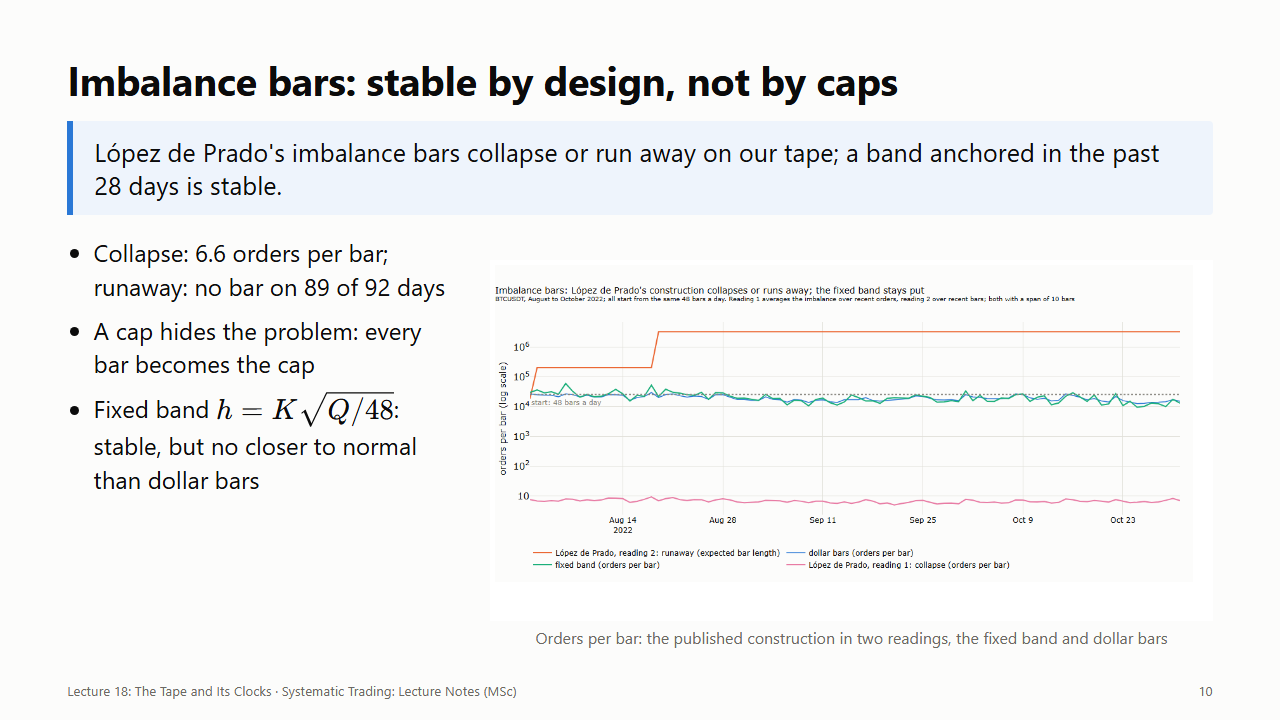 Imbalance bars: stable by design, not by caps
López de Prado's imbalance bars collapse or run away on our tape; a band anchored in the past
28 days is stable.
• Collapse: 6.6 orders per bar;
runaway: no bar on 89 of 92 days
• A cap hides the problem: every
bar becomes the cap
• Fixed band h = K√(Q/48):
stable, but no closer to normal
than dollar bars
Imbalance bars: López de Prado's construction collapses or runs away; the fixed band stays put
BTCUSDT, August to October 2022; all start from the same 48 bars a day. Reading 1 averages the imbalance over recent orders, reading 2 over recent bars; both with a span of 10 bars
orders per bar (log scale)
10⁶
10⁵
10⁴
10³
10²
10
start: 48 bars a day
Aug 14
2022
Aug 28
Sep 11
Sep 25
Oct 9
Oct 23
López de Prado, reading 2: runaway (expected bar length)
dollar bars (orders per bar)
fixed band (orders per bar)
López de Prado, reading 1: collapse (orders per bar)
Orders per bar: the published construction in two readings, the fixed band and dollar bars
Lecture 18: The Tape and Its Clocks · Systematic Trading: Lecture Notes (MSc)
10